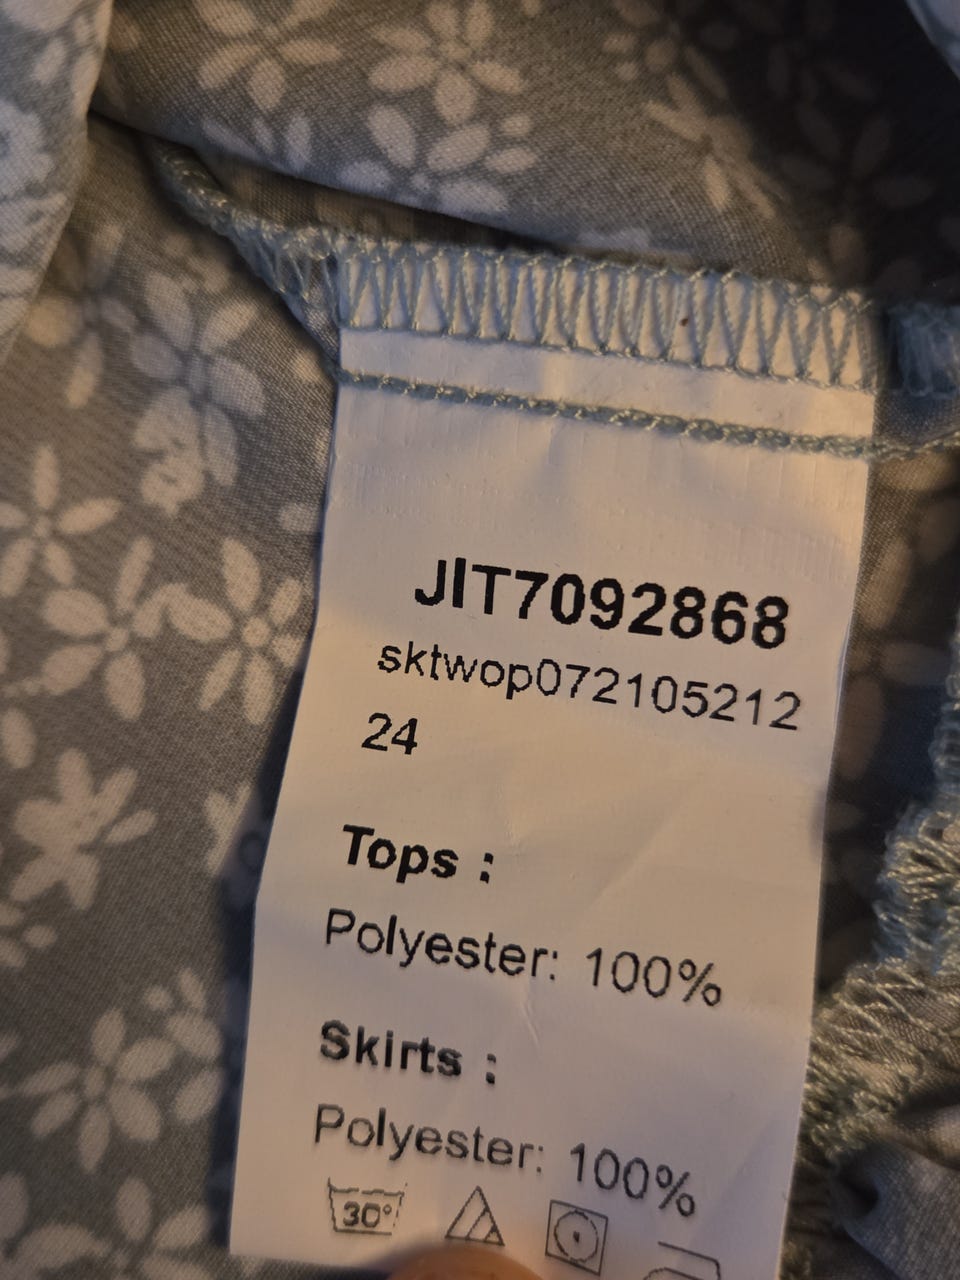 JIT7092868
sktwop072105212
24
Tops :
Polyester: 100%
Skirts :
Polyester: 100%
30°